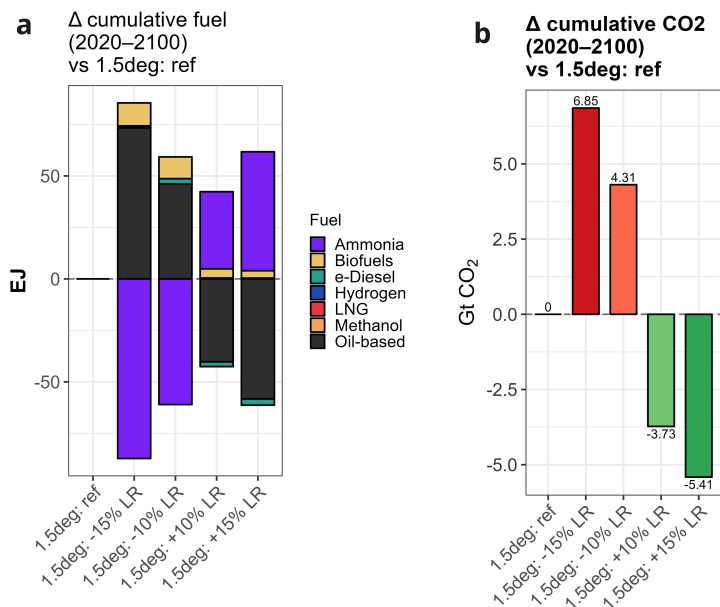 a
Δ cumulative fuel
(2020–2100)
vs 1.5deg: ref
EJ
50
0
-50
1.5deg: ref
1.5deg: -15% LR
1.5deg: -10% LR
1.5deg: +10% LR
1.5deg: +15% LR
Fuel
Ammonia
Biofuels
e-Diesel
Hydrogen
LNG
Methanol
Oil-based
b
Δ cumulative CO2
(2020–2100)
vs 1.5deg: ref
Gt CO₂
5.0
2.5
0.0
-2.5
-5.0
0
6.85
4.31
-3.73
-5.41
1.5deg: ref
1.5deg: -15% LR
1.5deg: -10% LR
1.5deg: +10% LR
1.5deg: +15% LR